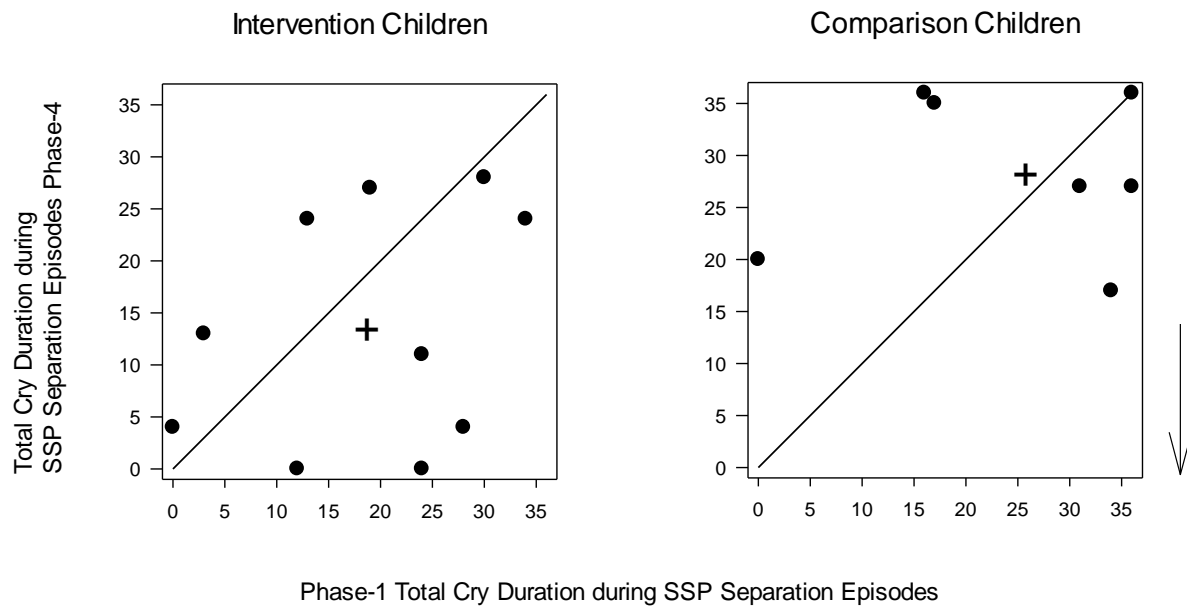 Intervention Children
Comparison Children
Total Cry Duration during
SSP Separation Episodes Phase-4
35
30
25
20
15
10
5
0
0 5 10 15 20 25 30 35
35
30
25
20
15
10
5
0
0 5 10 15 20 25 30 35
Phase-1 Total Cry Duration during SSP Separation Episodes